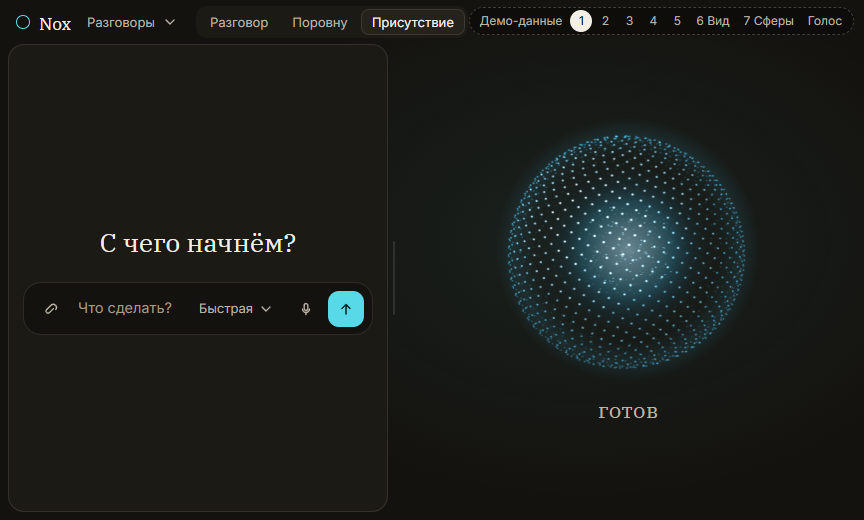 Nox Разговоры Разговор Поровну Присутствие Демо-данные 1 2 3 4 5 6 Вид 7 Сферы Голос
С чего начнём?
Что сделать? Быстрая
готов